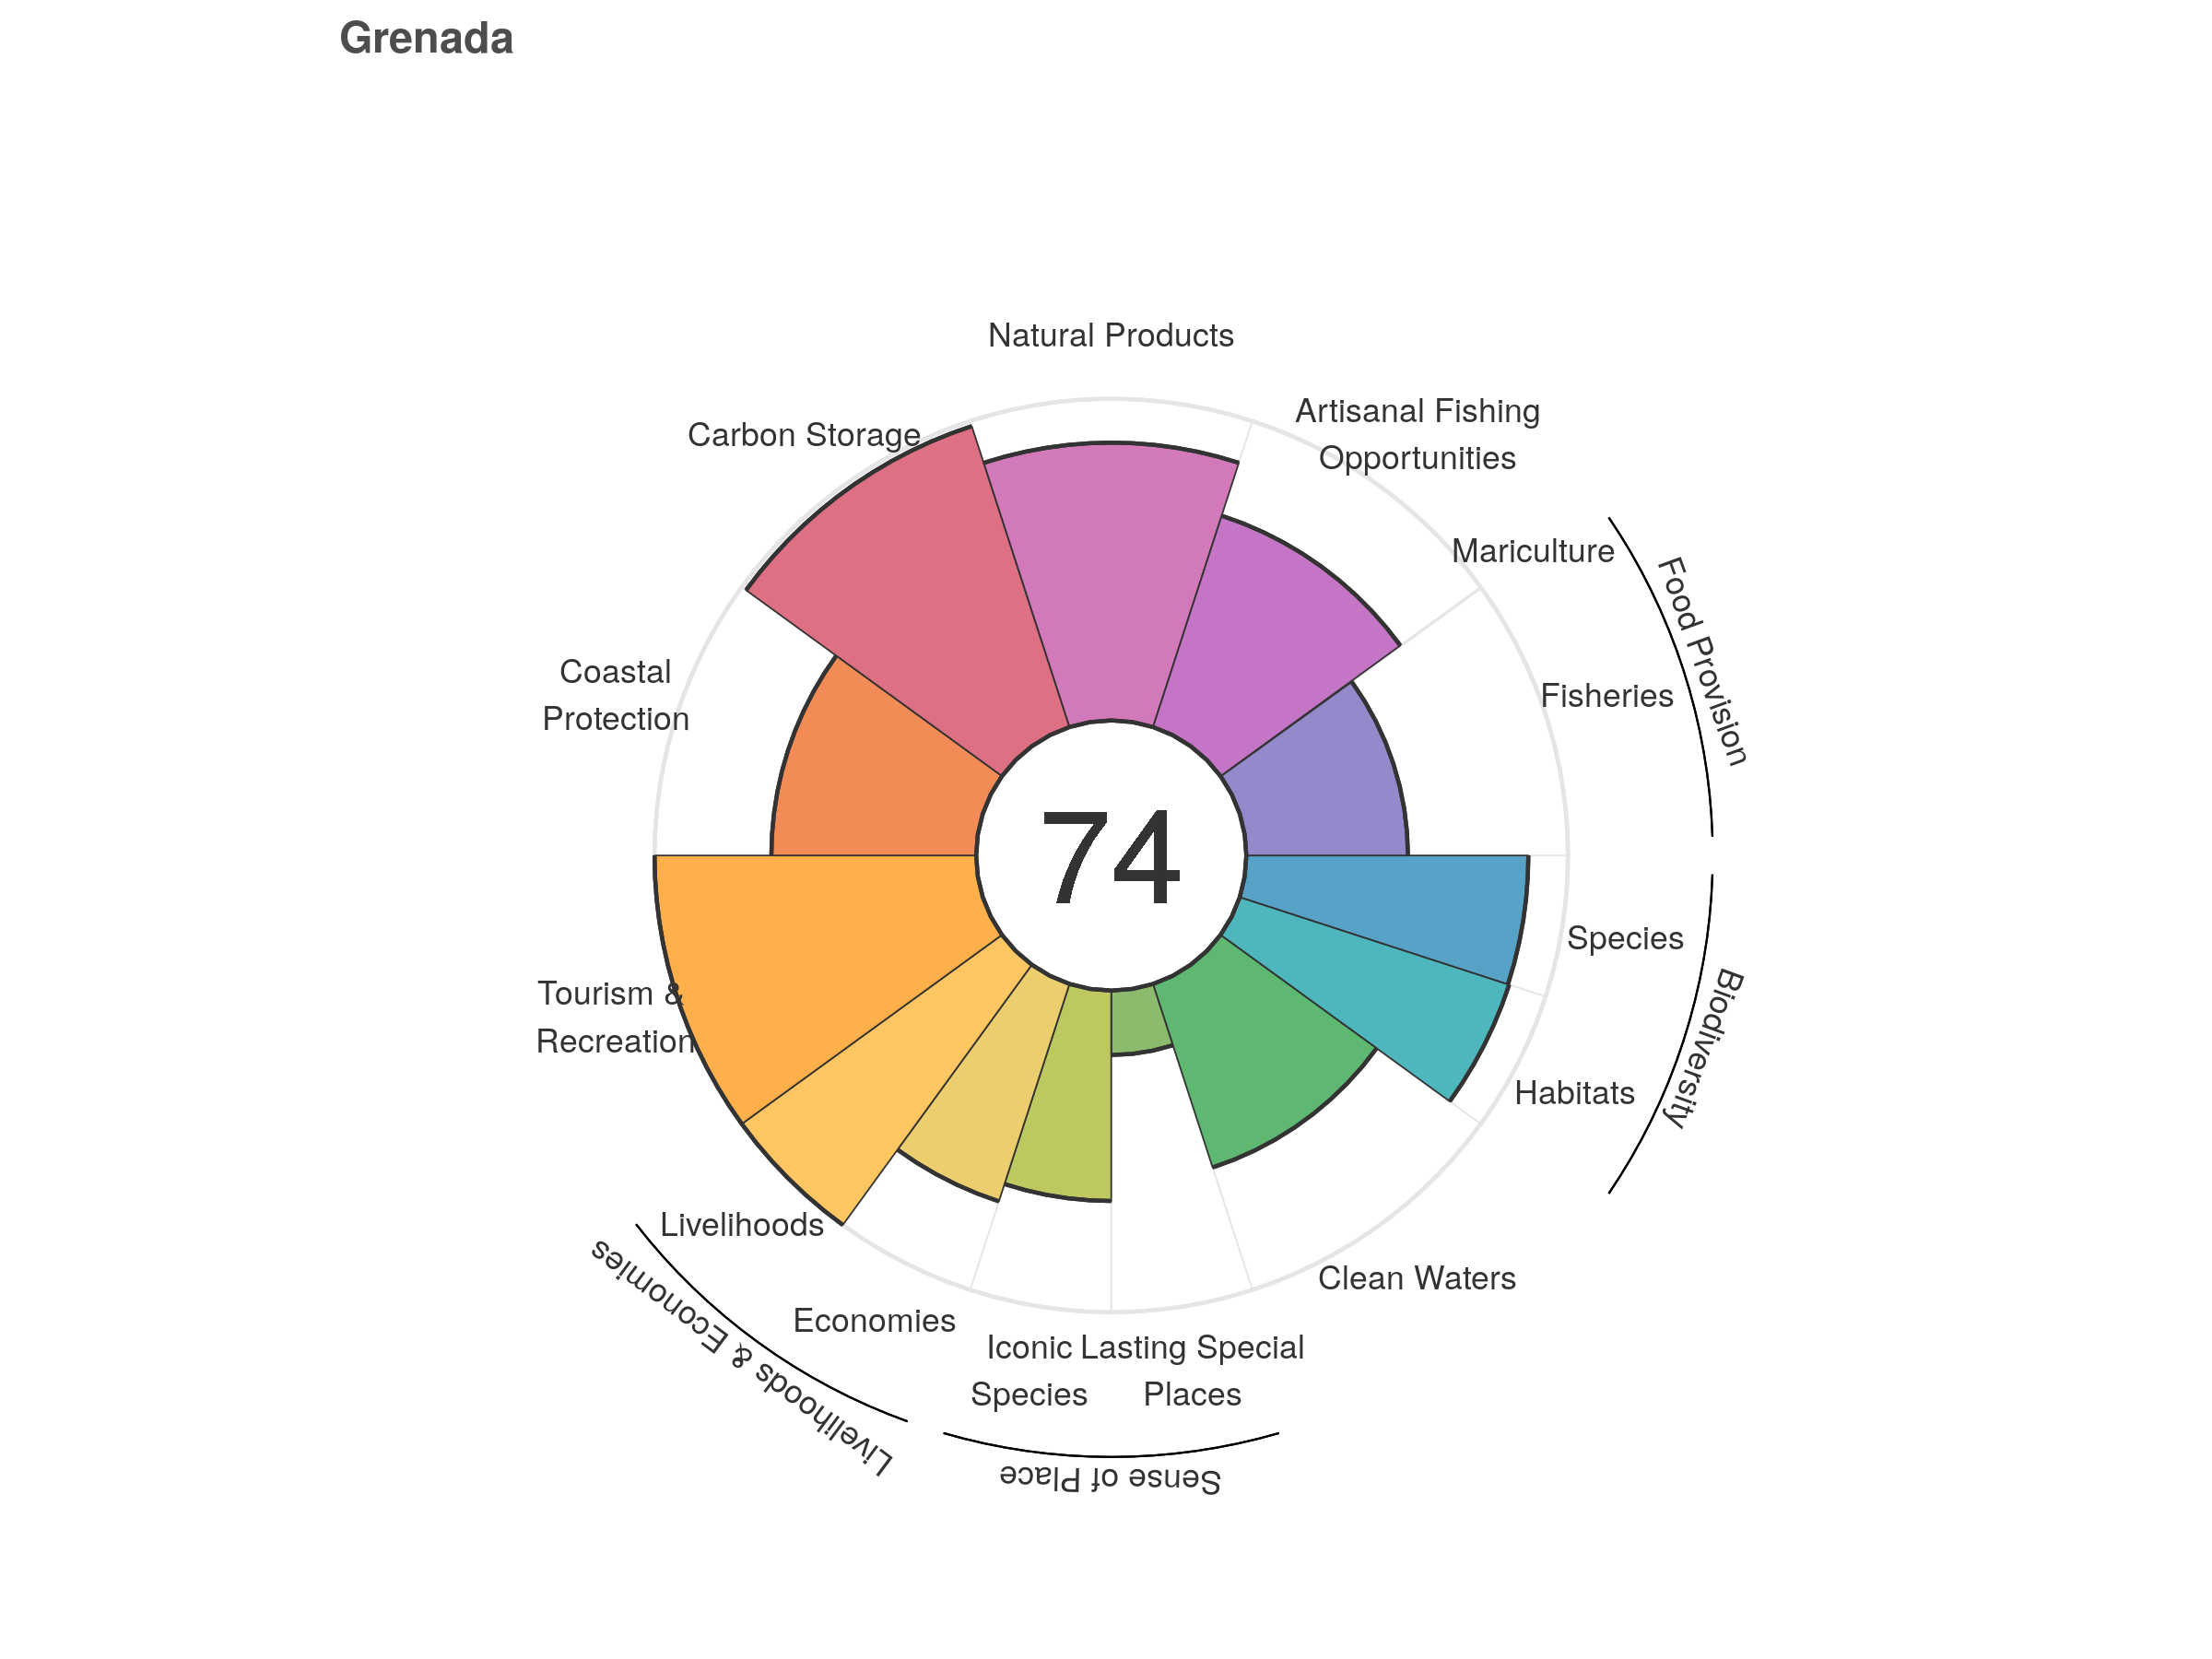 Grenada
Natural Products
Artisanal Fishing
Opportunities
Carbon Storage
Mariculture
Food Provision
Coastal
Protection
Fisheries
74
Species
Tourism &
Recreation
Biodiversity
Habitats
Livelihoods
Clean Waters
Economies
Iconic
Species
Lasting Special
Places
Livelihoods & Economies
Sense of Place